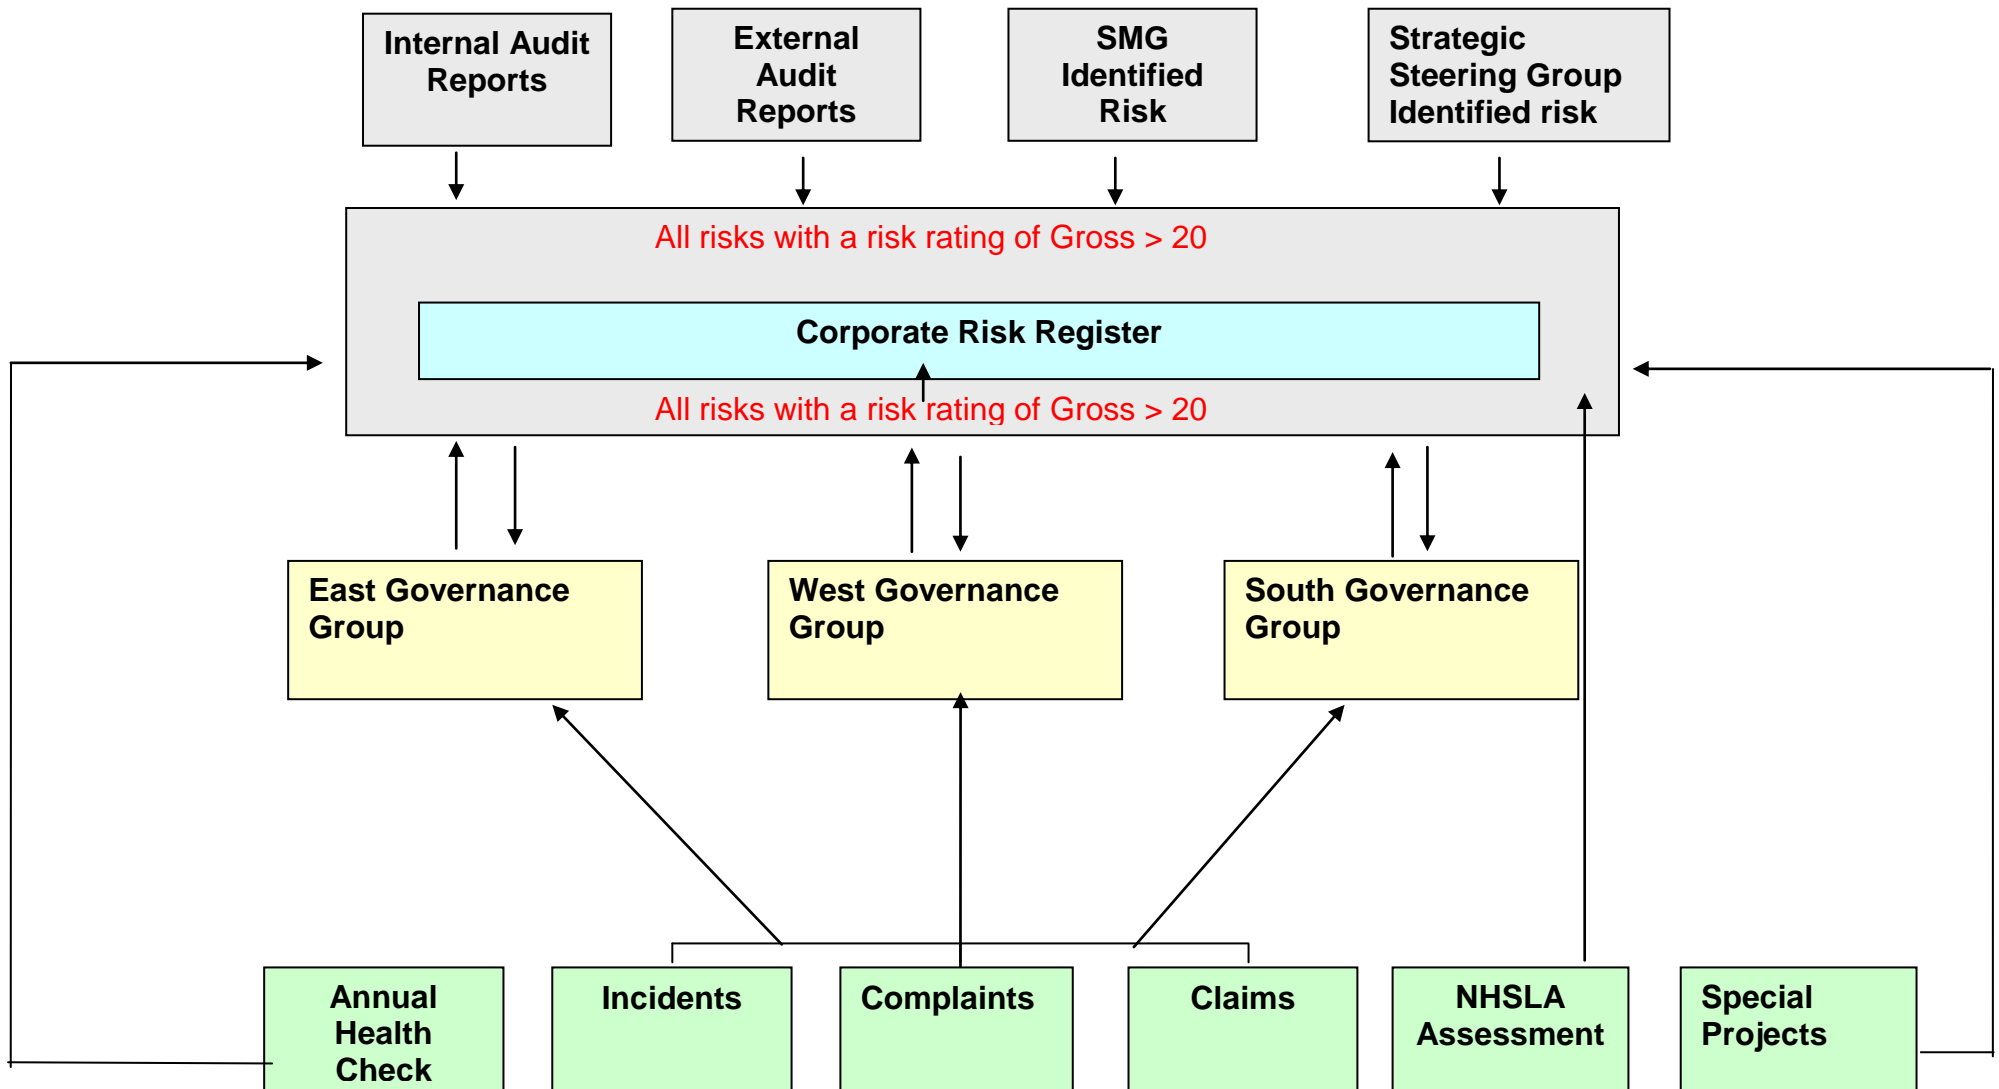 Internal Audit
Reports
External
Audit
Reports
SMG
Identified
Risk
Strategic
Steering Group
Identified risk
All risks with a risk rating of Gross > 20
Corporate Risk Register
All risks with a risk rating of Gross > 20
East Governance
Group
West Governance
Group
South Governance
Group
Annual
Health
Check
Incidents
Complaints
Claims
NHSLA
Assessment
Special
Projects